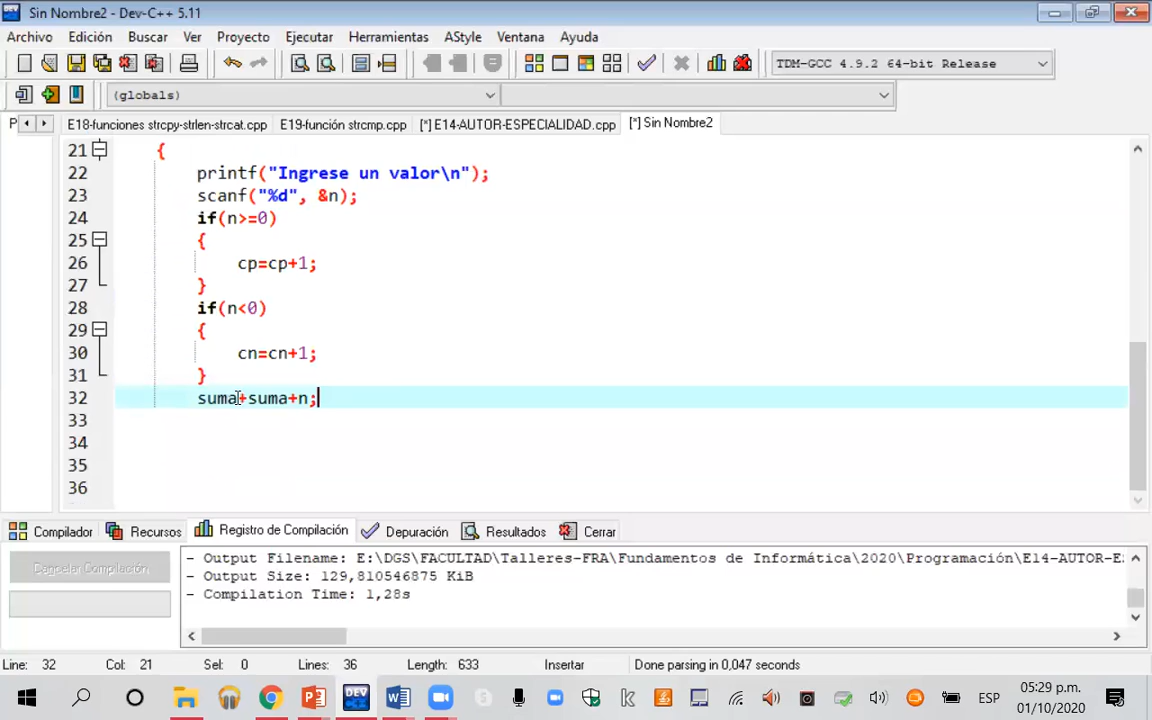 Sin Nombre2 - Dev-C++ 5.11
Archivo Edición Buscar Ver Proyecto Ejecutar Herramientas AStyle Ventana Ayuda
TDM-GCC 4.9.2 64-bit Release
(globals)
P E18-funciones strcpy-strlen-strcat.cpp E19-función strcmp.cpp [*] E14-AUTOR-ESPECIALIDAD.cpp [*] Sin Nombre2
21 {
22 printf("Ingrese un valor\n");
23 scanf("%d", &n);
24 if(n>=0)
25 {
26 cp=cp+1;
27 }
28 if(n<0)
29 {
30 cn=cn+1;
31 }
32 suma+suma+n;
33
34
35
36
Compilador Recursos Registro de Compilación Depuración Resultados Cerrar
Cancelar Compilación
- Output Filename: E:\DGS\FACULTAD\Talleres-FRA\Fundamentos de Informática\2020\Programación\E14-AUTOR-E
- Output Size: 129,810546875 KiB
- Compilation Time: 1,28s
Line: 32 Col: 21 Sel: 0 Lines: 36 Length: 633 Insertar Done parsing in 0,047 seconds
ESP
05:29 p.m.
01/10/2020